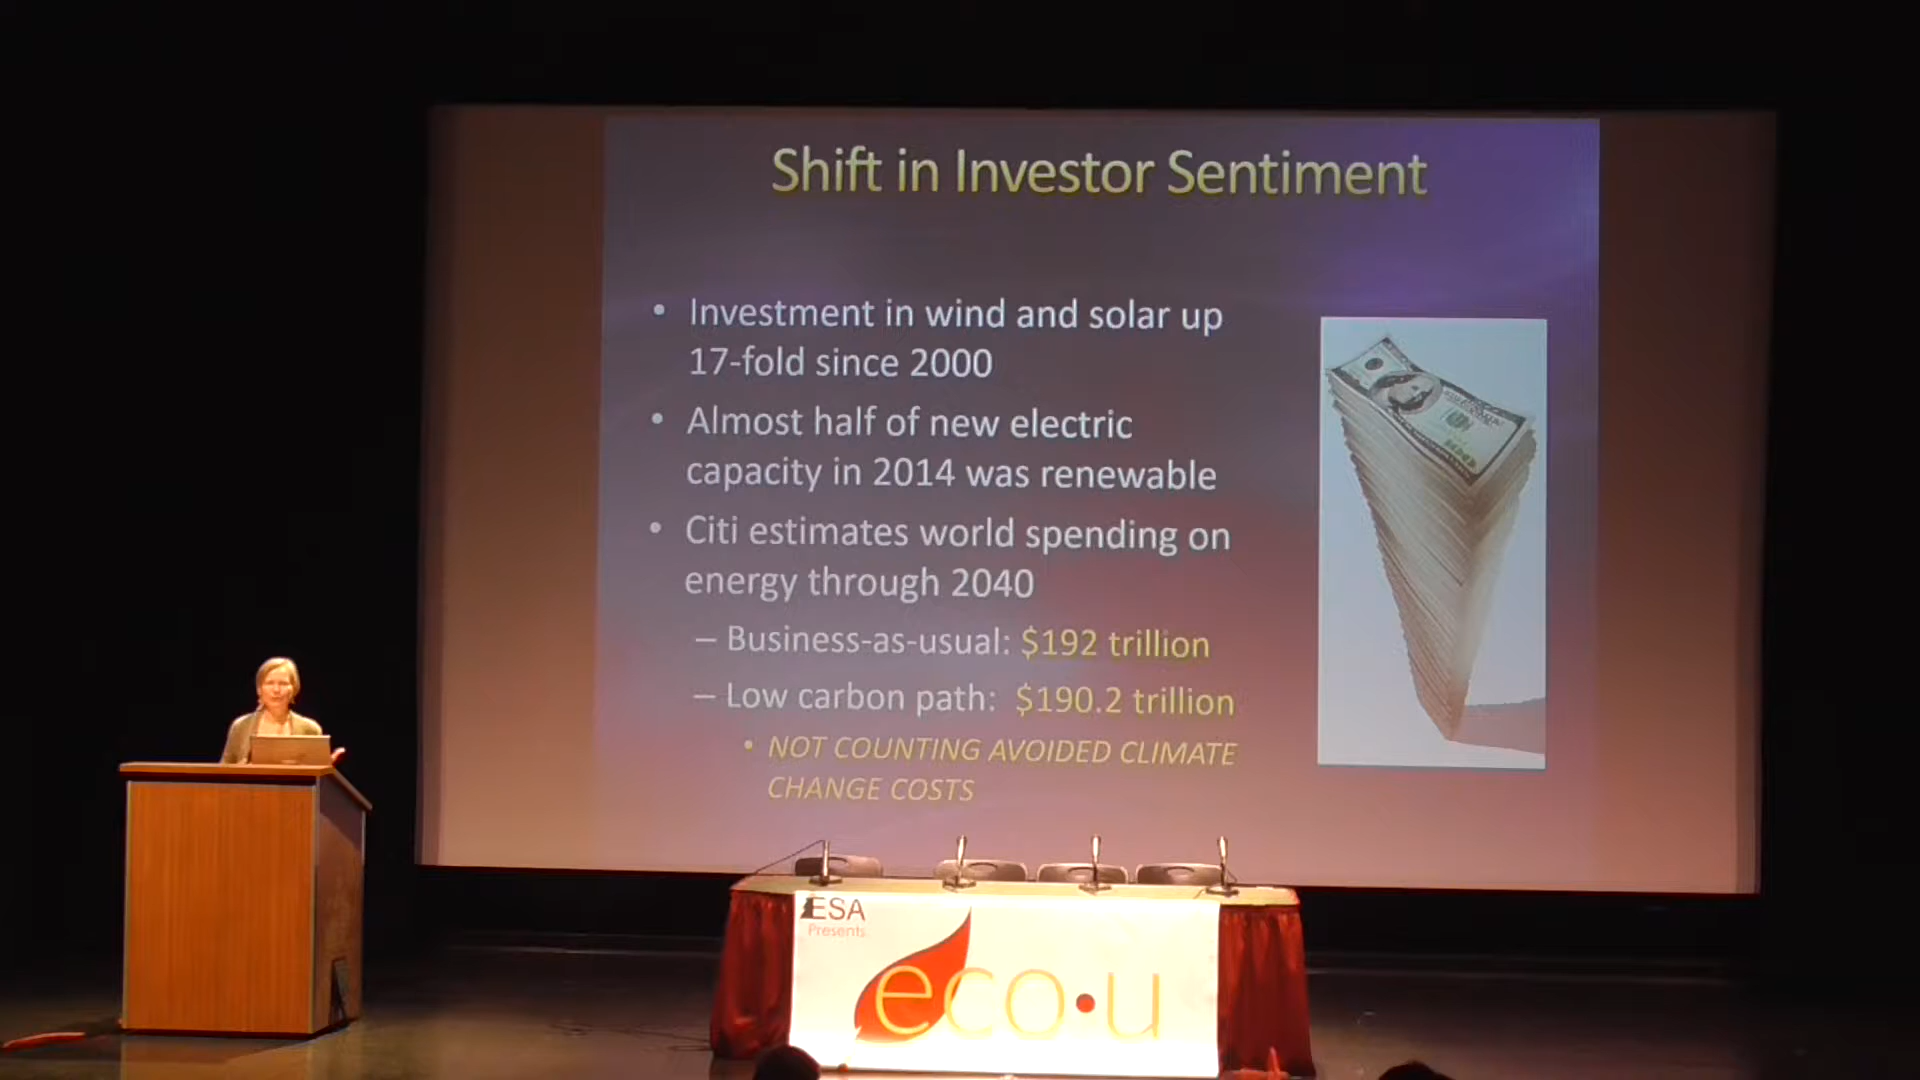 Shift in Investor Sentiment
• Investment in wind and solar up
17-fold since 2000
• Almost half of new electric
capacity in 2014 was renewable
• Citi estimates world spending on
energy through 2040
– Business-as-usual: $192 trillion
– Low carbon path: $190.2 trillion
• NOT COUNTING AVOIDED CLIMATE
CHANGE COSTS
ESA
Presents
eco•u